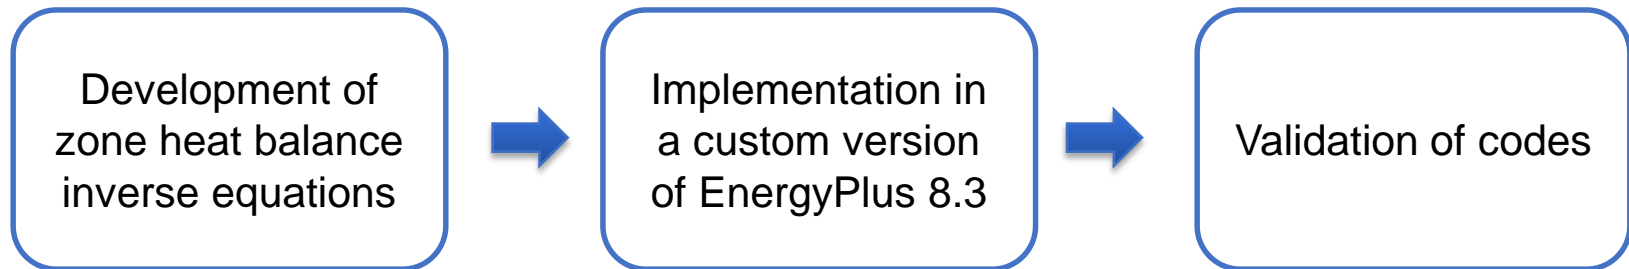 Development of
zone heat balance
inverse equations
Implementation in
a custom version
of EnergyPlus 8.3
Validation of codes